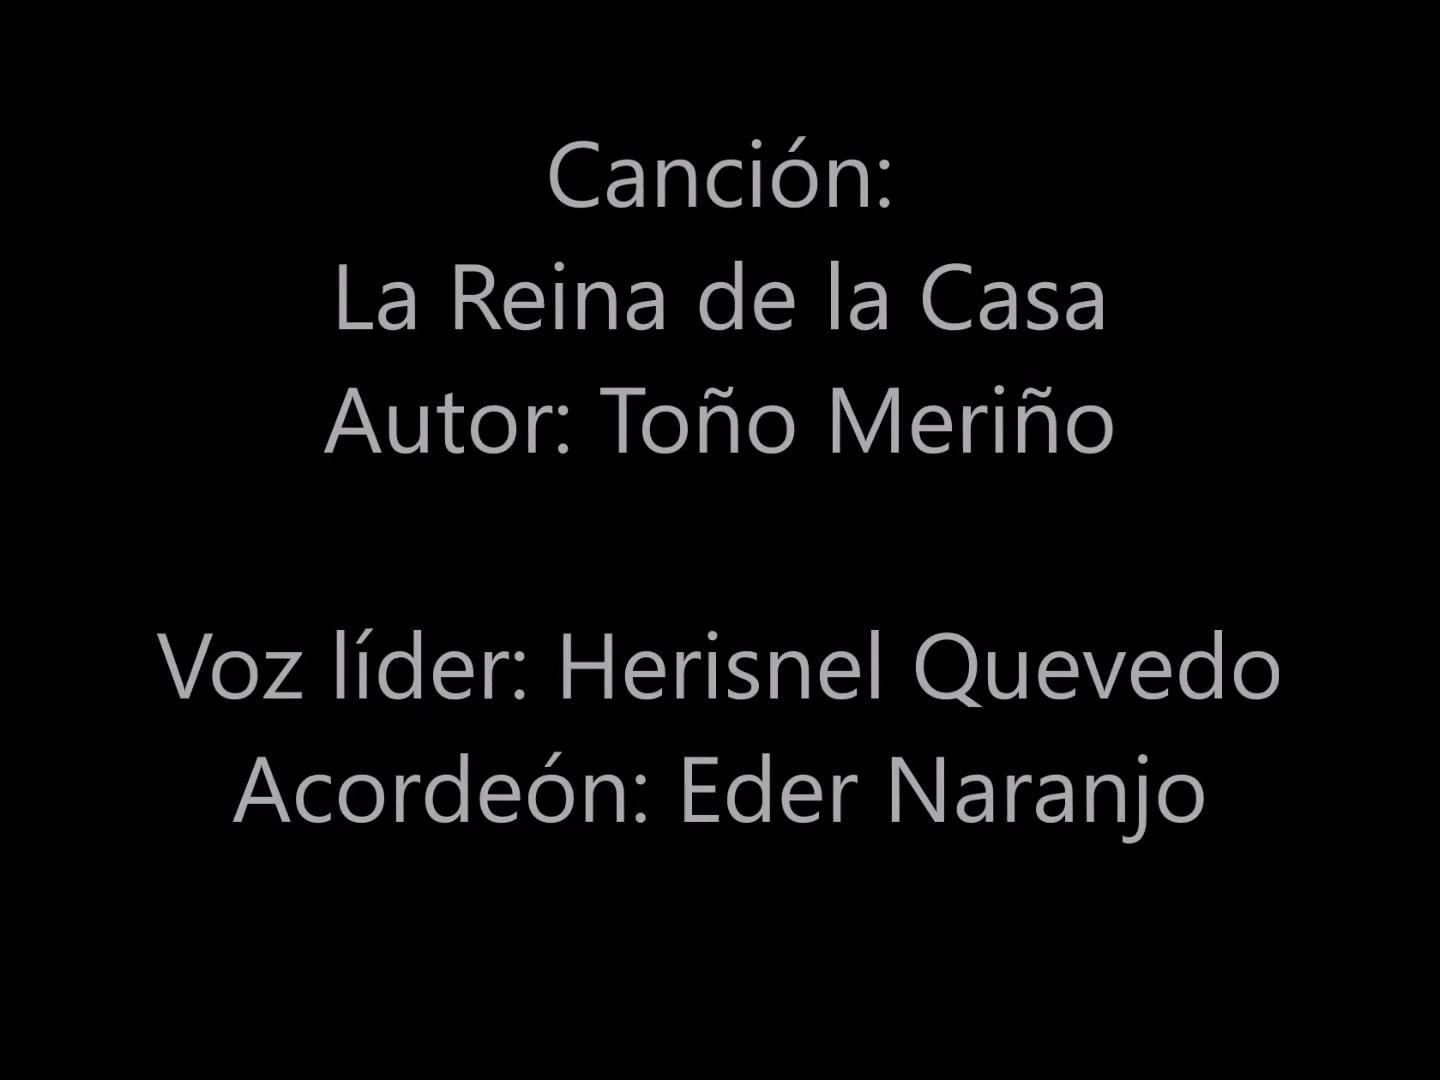 Canción:
La Reina de la Casa
Autor: Toño Meriño
Voz líder: Herisnel Quevedo
Acordeón: Eder Naranjo